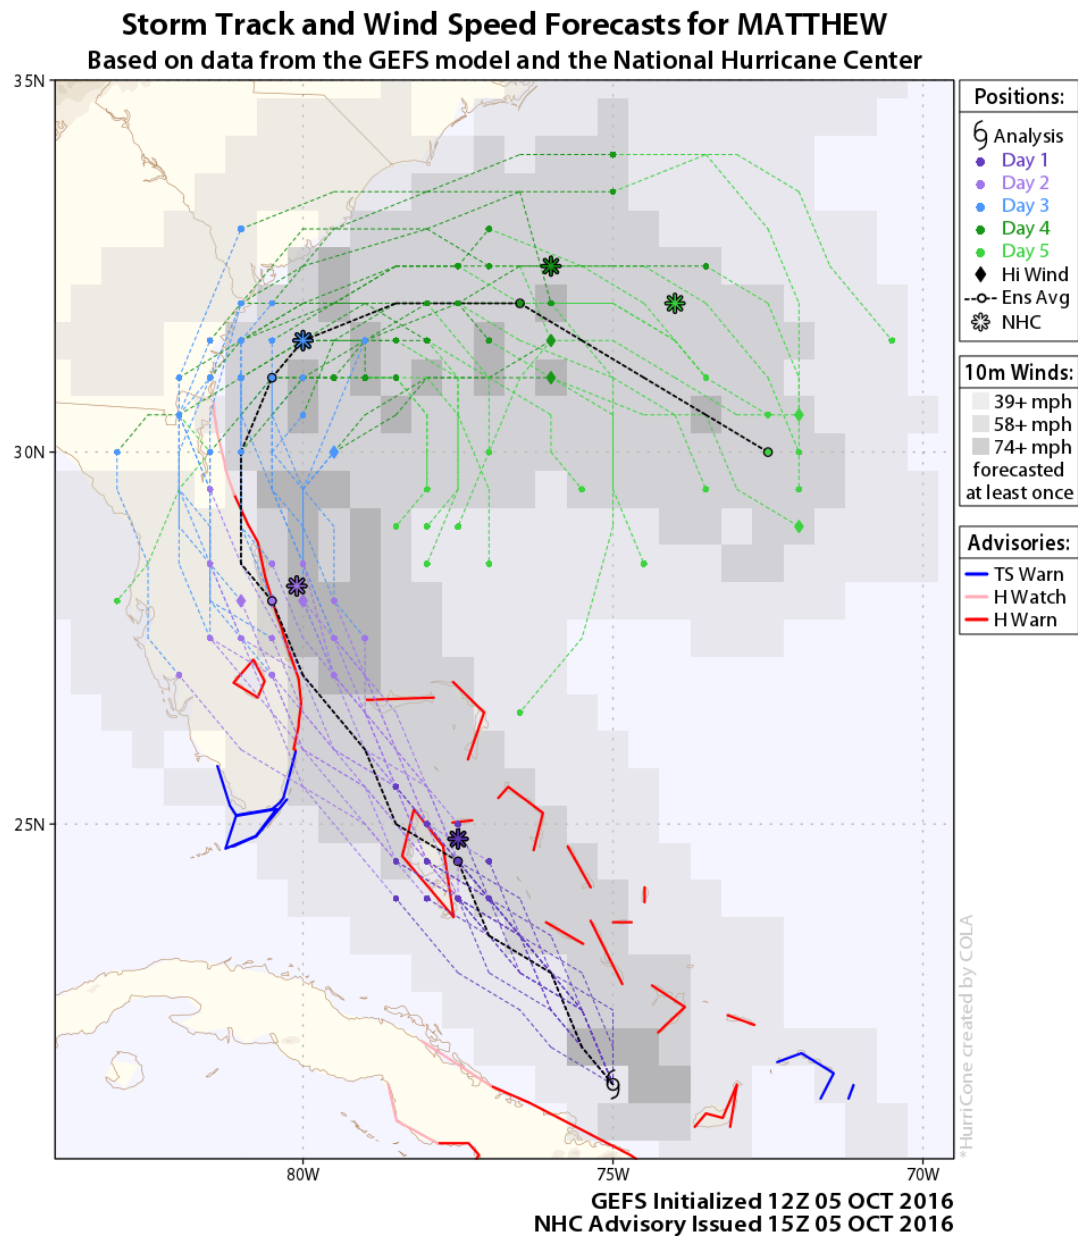 Storm Track and Wind Speed Forecasts for MATTHEW
Based on data from the GEFS model and the National Hurricane Center
35N
30N
25N
80W
75W
70W
Positions:
Analysis
Day 1
Day 2
Day 3
Day 4
Day 5
Hi Wind
Ens Avg
NHC
10m Winds:
39+ mph
58+ mph
74+ mph
forecasted
at least once
Advisories:
TS Warn
H Watch
H Warn
*HurriCone created by COLA
GEFS Initialized 12Z 05 OCT 2016
NHC Advisory Issued 15Z 05 OCT 2016